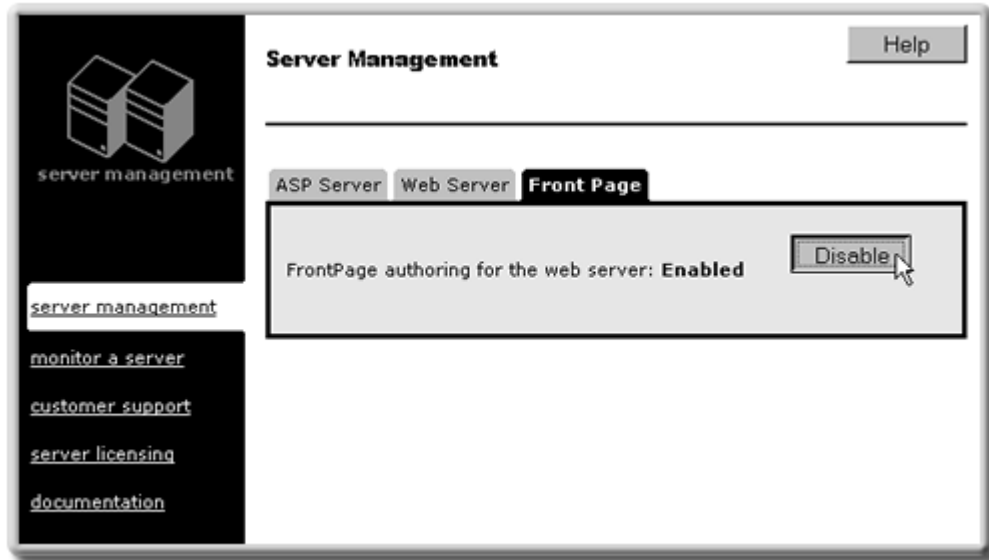 Server Management
Help
server management
ASP Server Web Server Front Page
FrontPage authoring for the web server: Enabled
Disable
server management
monitor a server
customer support
server licensing
documentation